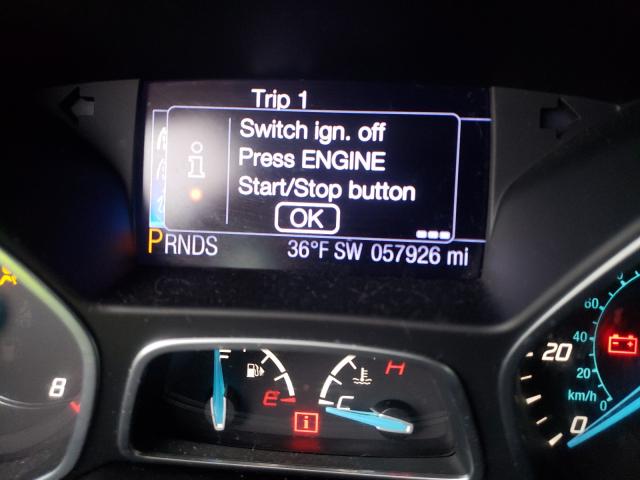 Trip 1
Switch ign. off
Press ENGINE
Start/Stop button
OK
PRNDS 36°F SW 057926 mi
H
E
C
8
60
40
20
20
km/h
0
0